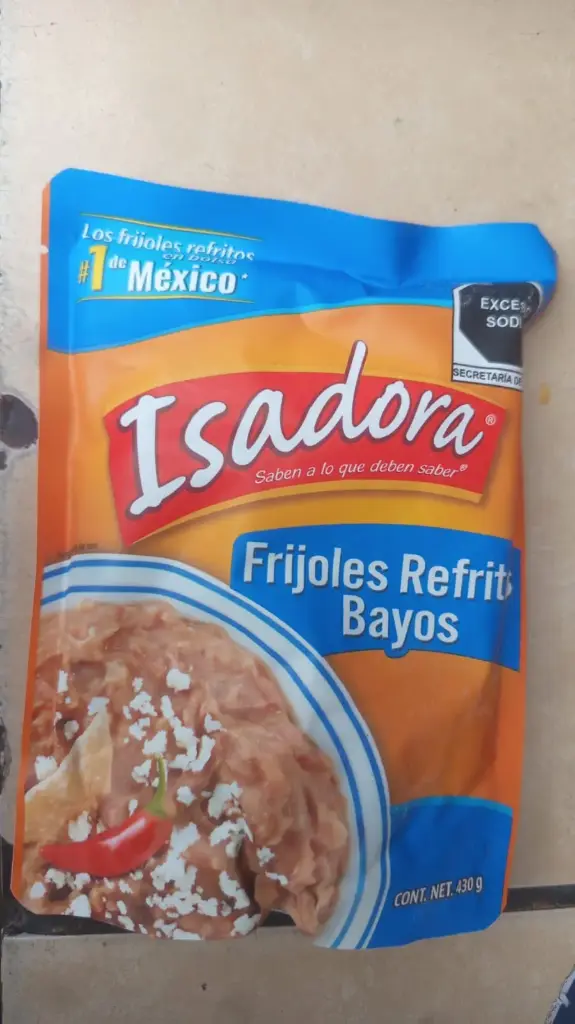 Los frijoles refritos
en bolsa
#1 de México*
EXCE
SOD
SECRETARÍA D
Isadora®
Saben a lo que deben saber®
Frijoles Refrit
Bayos
CONT. NET. 430 g